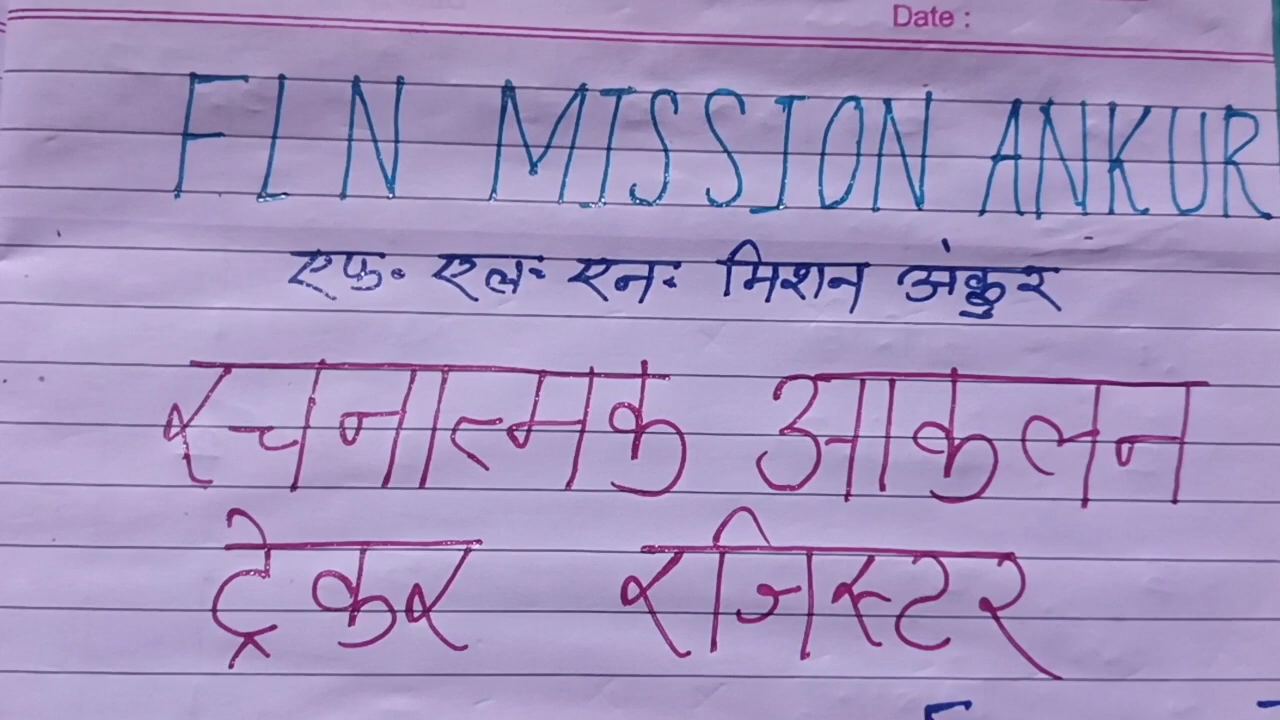 Date :
FLN MISSION ANKUR
एफ. एल. एन. मिशन अंकुर
रचनात्मक आकलन
ट्रेकर रजिस्टर